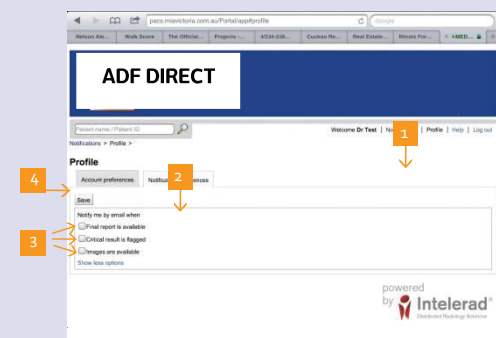 pacs.miavictoria.com.au/Portal/app#profile Google
Nelson Ale... Walk Score The Official... Projects -... 4/234-238... Cuckoo Re... Real Estate... Illinois For... I-MED...
ADF DIRECT
Patient name / Patient ID
Welcome Dr Test | Profile | Help | Log out
1
Notifications > Profile >
Profile
2
4
Account preferences
Save
Notify me by email when
Final report is available
3
Critical result is flagged
Images are available
Show less options
powered
by Intelerad
Distributed Radiology Solutions